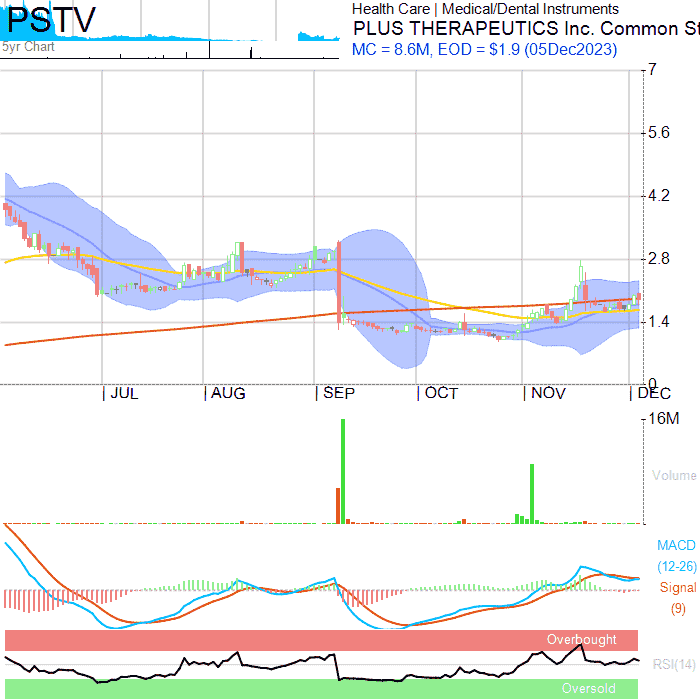 PSTV
5yr Chart
Health Care | Medical/Dental Instruments
PLUS THERAPEUTICS Inc. Common St
MC = 8.6M, EOD = $1.9 (05Dec2023)
7
5.6
4.2
2.8
1.4
0
JUL
AUG
SEP
OCT
NOV
DEC
16M
Volume
MACD
(12-26)
Signal
(9)
Overbought
RSI(14)
Oversold